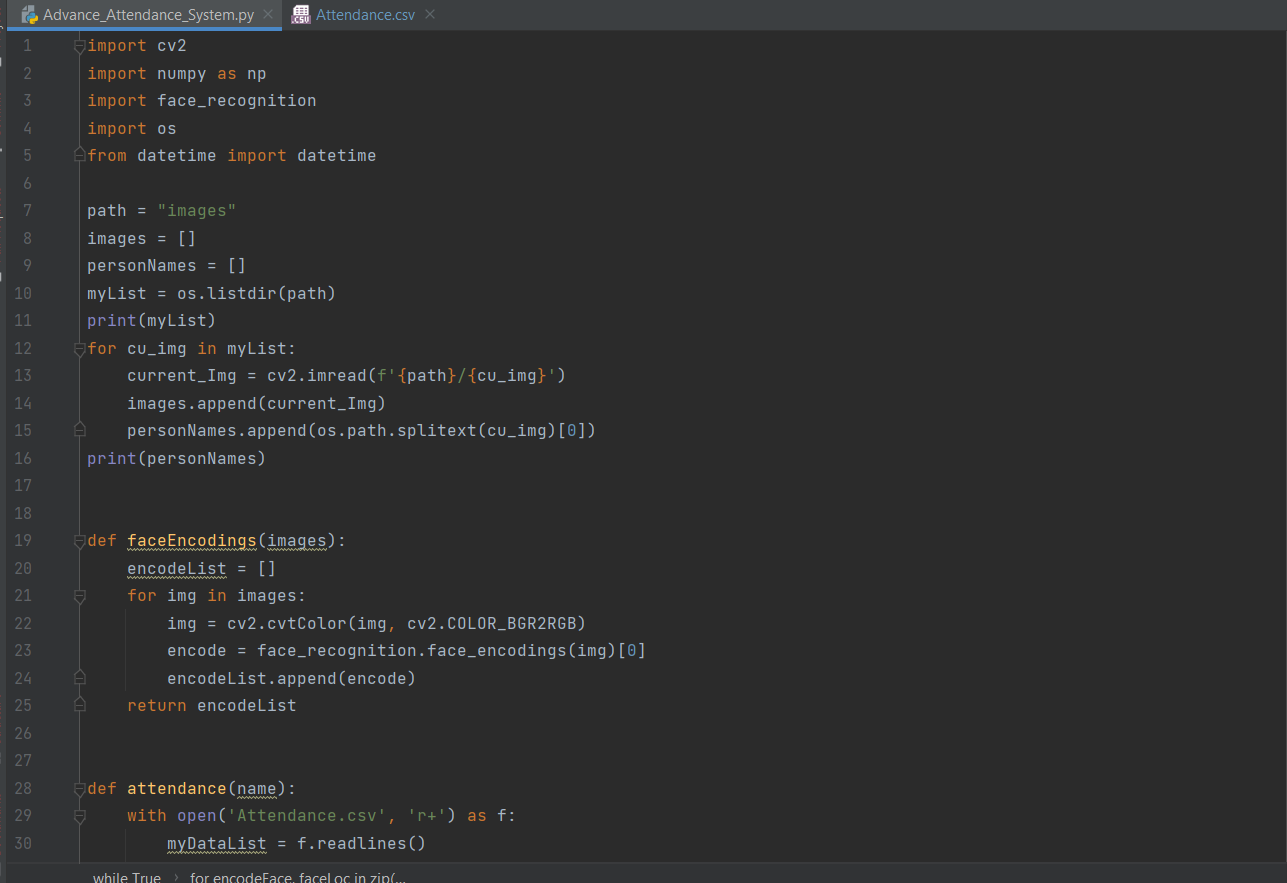 Advance_Attendance_System.py Attendance.csv
1 import cv2
2 import numpy as np
3 import face_recognition
4 import os
5 from datetime import datetime
6
7 path = "images"
8 images = []
9 personNames = []
10 myList = os.listdir(path)
11 print(myList)
12 for cu_img in myList:
13     current_Img = cv2.imread(f'{path}/{cu_img}')
14     images.append(current_Img)
15     personNames.append(os.path.splitext(cu_img)[0])
16 print(personNames)
17
18
19 def faceEncodings(images):
20     encodeList = []
21     for img in images:
22         img = cv2.cvtColor(img, cv2.COLOR_BGR2RGB)
23         encode = face_recognition.face_encodings(img)[0]
24         encodeList.append(encode)
25     return encodeList
26
27
28 def attendance(name):
29     with open('Attendance.csv', 'r+') as f:
30         myDataList = f.readlines()
while True › for encodeFace, faceLoc in zip(...